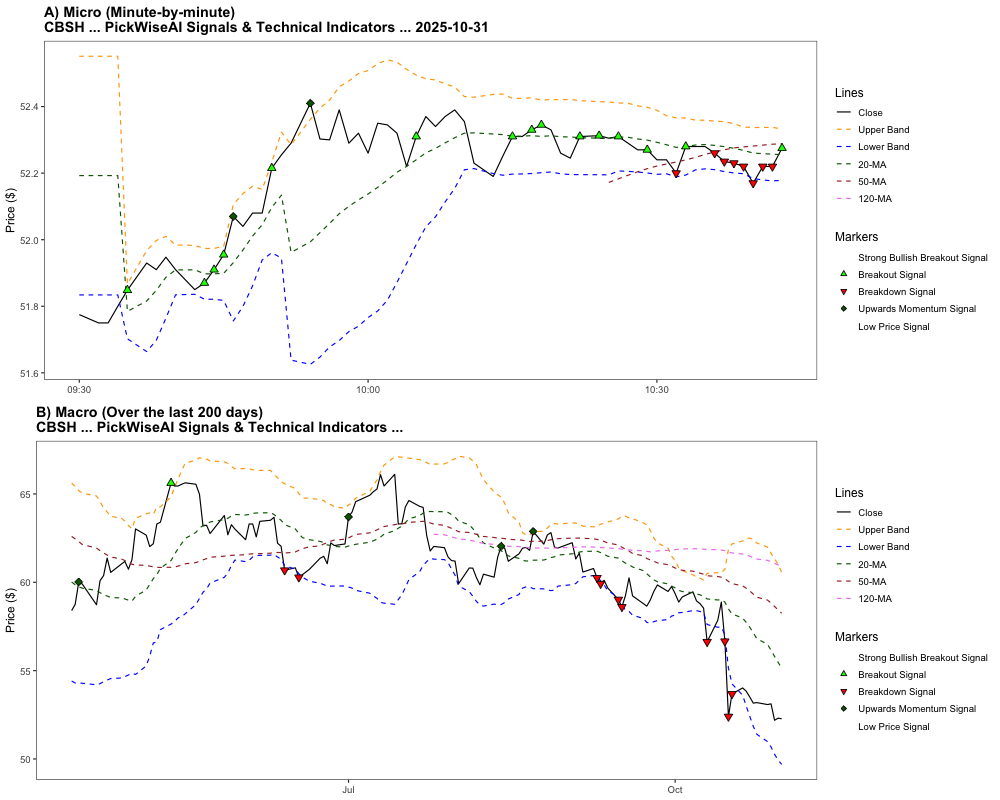 A) Micro (Minute-by-minute)
CBSH ... PickWiseAI Signals & Technical Indicators ... 2025-10-31
Price ($)
52.4
52.2
52.0
51.8
51.6
09:30
10:00
10:30
Lines
Close
Upper Band
Lower Band
20-MA
50-MA
120-MA
Markers
Strong Bullish Breakout Signal
Breakout Signal
Breakdown Signal
Upwards Momentum Signal
Low Price Signal
B) Macro (Over the last 200 days)
CBSH ... PickWiseAI Signals & Technical Indicators ...
Price ($)
65
60
55
50
Jul
Oct
Lines
Close
Upper Band
Lower Band
20-MA
50-MA
120-MA
Markers
Strong Bullish Breakout Signal
Breakout Signal
Breakdown Signal
Upwards Momentum Signal
Low Price Signal